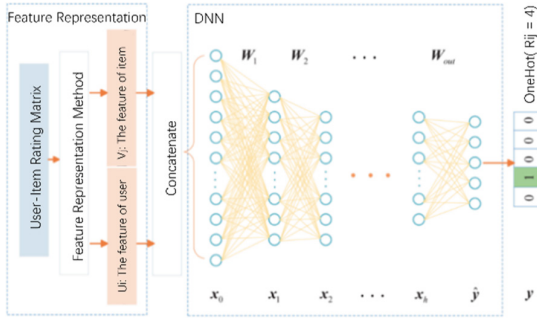 Feature Representation
DNN
User-Item Rating Matrix
Feature Representation Method
Vj: The feature of item
Ui: The feature of user
Concatenate
W₁ W₂ ··· Wout
x₀ x₁ x₂ ··· xₕ ŷ y
OneHot( Rij = 4)
0 1 0 0 0